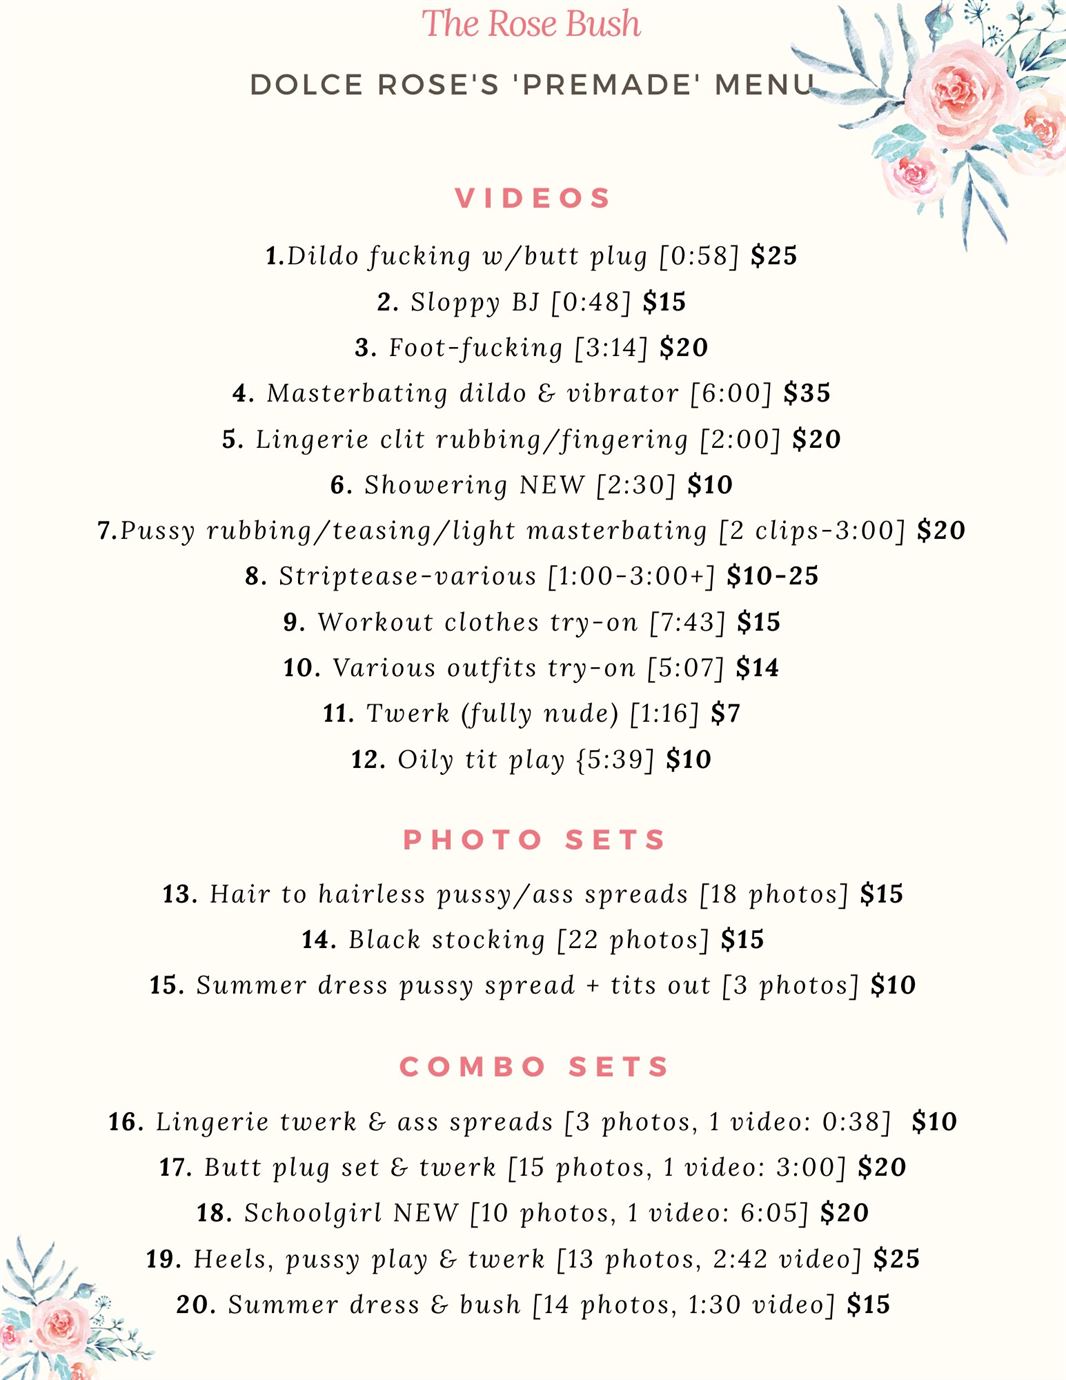 The Rose Bush
DOLCE ROSE'S 'PREMADE' MENU
VIDEOS
1.Dildo fucking w/butt plug [0:58] $25
2. Sloppy BJ [0:48] $15
3. Foot-fucking [3:14] $20
4. Masterbating dildo & vibrator [6:00] $35
5. Lingerie clit rubbing/fingering [2:00] $20
6. Showering NEW [2:30] $10
7.Pussy rubbing/teasing/light masterbating [2 clips-3:00] $20
8. Striptease-various [1:00-3:00+] $10-25
9. Workout clothes try-on [7:43] $15
10. Various outfits try-on [5:07] $14
11. Twerk (fully nude) [1:16] $7
12. Oily tit play {5:39] $10
PHOTO SETS
13. Hair to hairless pussy/ass spreads [18 photos] $15
14. Black stocking [22 photos] $15
15. Summer dress pussy spread + tits out [3 photos] $10
COMBO SETS
16. Lingerie twerk & ass spreads [3 photos, 1 video: 0:38] $10
17. Butt plug set & twerk [15 photos, 1 video: 3:00] $20
18. Schoolgirl NEW [10 photos, 1 video: 6:05] $20
19. Heels, pussy play & twerk [13 photos, 2:42 video] $25
20. Summer dress & bush [14 photos, 1:30 video] $15